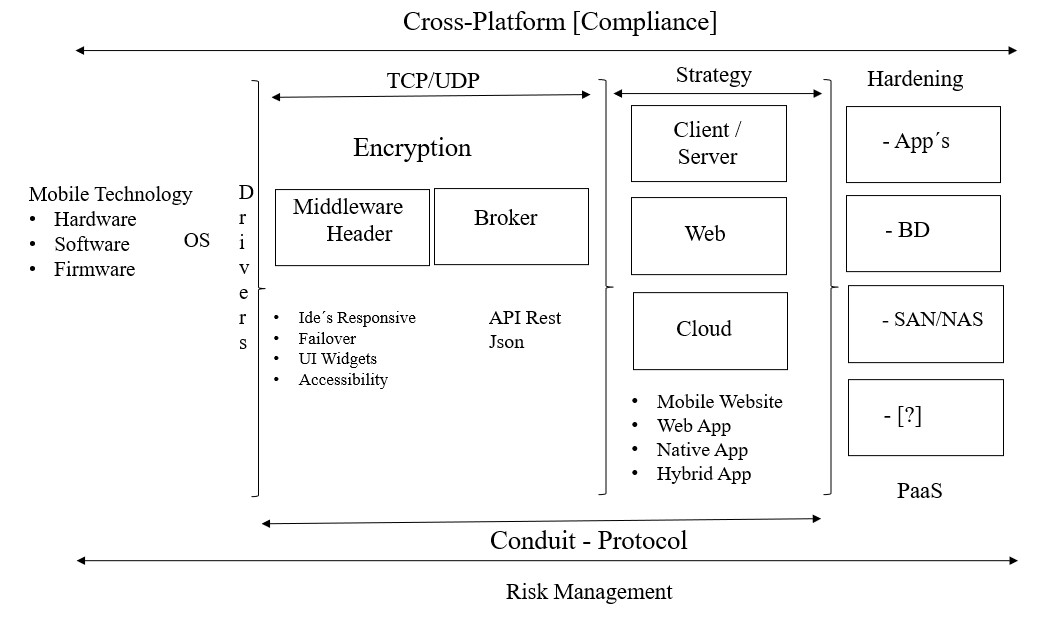 Cross-Platform [Compliance]
TCP/UDP
Strategy
Hardening
Encryption
Mobile Technology
• Hardware
• Software
• Firmware
OS
D
r
i
v
e
r
s
Middleware
Header
Broker
• Ide´s Responsive
• Failover
• UI Widgets
• Accessibility
API Rest
Json
Client /
Server
Web
Cloud
• Mobile Website
• Web App
• Native App
• Hybrid App
- App´s
- BD
- SAN/NAS
- [?]
PaaS
Conduit - Protocol
Risk Management